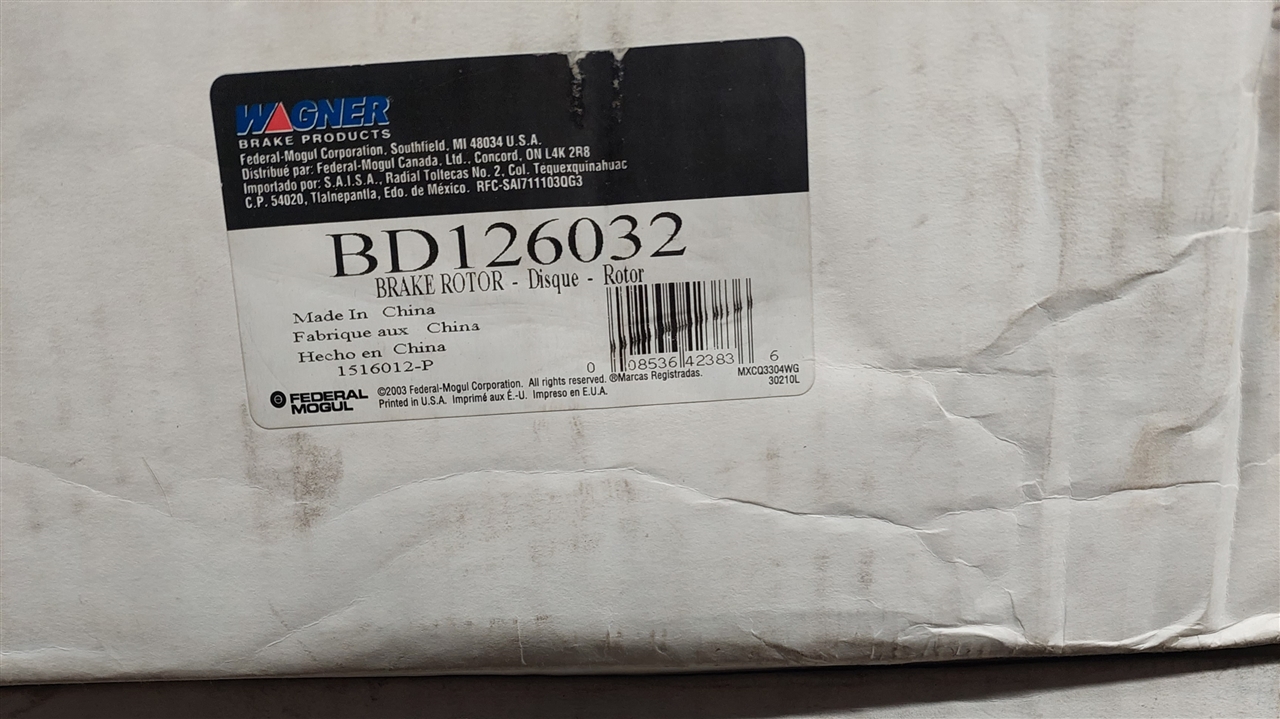 WAGNER
BRAKE PRODUCTS
Federal-Mogul Corporation, Southfield, MI 48034 U.S.A.
Distribué par: Federal-Mogul Canada, Ltd., Concord, ON L4K 2R8
Importado por: S.A.I.S.A., Radial Toltecas No. 2, Col. Tequexquinahuac
C.P. 54020, Tlalnepantla, Edo. de México. RFC-SAI711103QG3
BD126032
BRAKE ROTOR - Disque - Rotor
Made In China
Fabrique aux China
Hecho en China
1516012-P
0 08536 42383 6
MXCQ3304WG
30210L
FEDERAL
MOGUL
©2003 Federal-Mogul Corporation. All rights reserved. ®Marcas Registradas.
Printed in U.S.A. Imprimé aux É.-U. Impreso en E.U.A.